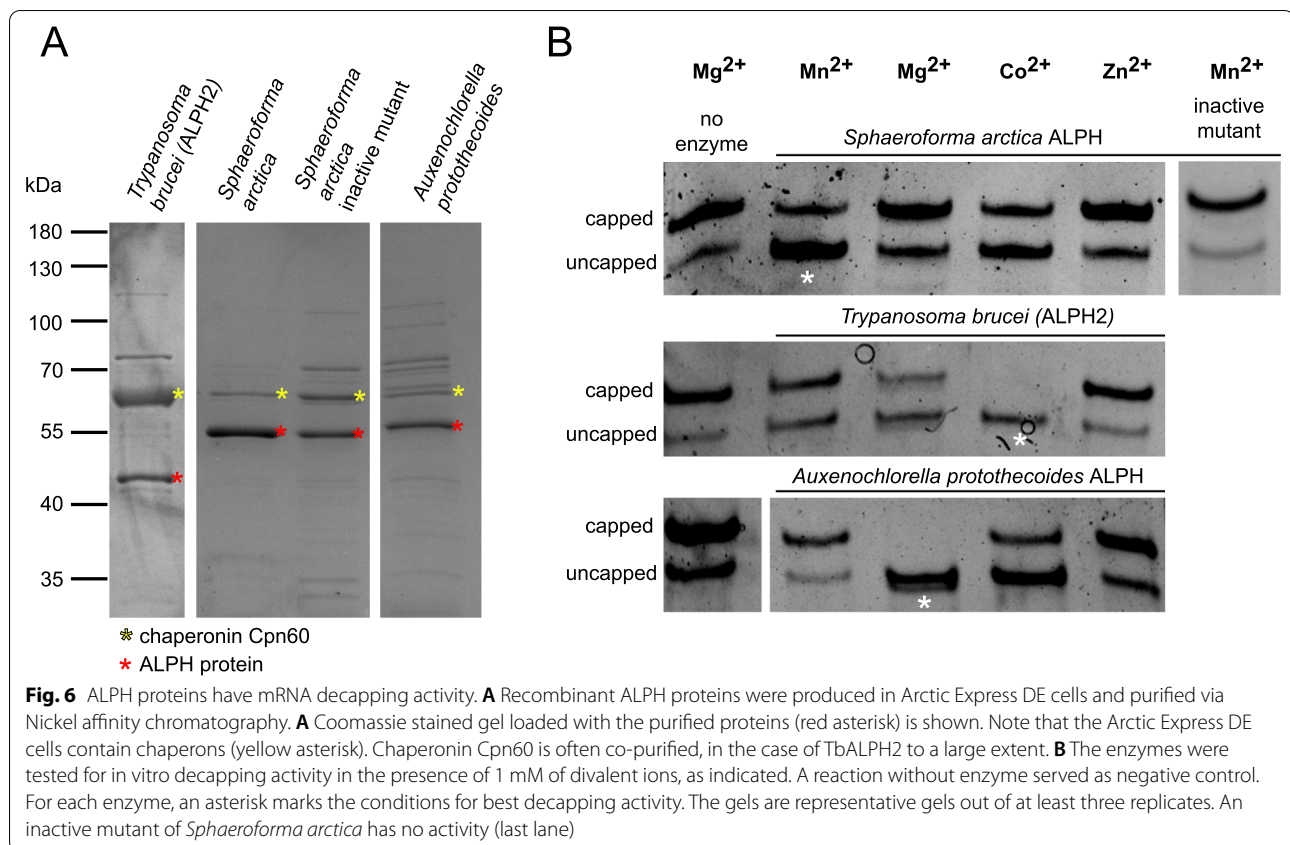 A
B
Trypanosoma
brucei (ALPH2)
Sphaeroforma
arctica
Sphaeroforma
arctica
inactive mutant
Auxenochlorella
protothecoides
kDa
180
130
100
70
55
40
35
* * * *
* * * *
* chaperonin Cpn60
* ALPH protein
Mg2+ Mn2+ Mg2+ Co2+ Zn2+ Mn2+
no
enzyme
inactive
mutant
Sphaeroforma arctica ALPH
capped
uncapped
*
Trypanosoma brucei (ALPH2)
capped
uncapped
*
Auxenochlorella protothecoides ALPH
capped
uncapped
*
Fig. 6 ALPH proteins have mRNA decapping activity. A Recombinant ALPH proteins were produced in Arctic Express DE cells and purified via
Nickel affinity chromatography. A Coomassie stained gel loaded with the purified proteins (red asterisk) is shown. Note that the Arctic Express DE
cells contain chaperons (yellow asterisk). Chaperonin Cpn60 is often co-purified, in the case of TbALPH2 to a large extent. B The enzymes were
tested for in vitro decapping activity in the presence of 1 mM of divalent ions, as indicated. A reaction without enzyme served as negative control.
For each enzyme, an asterisk marks the conditions for best decapping activity. The gels are representative gels out of at least three replicates. An
inactive mutant of Sphaeroforma arctica has no activity (last lane)